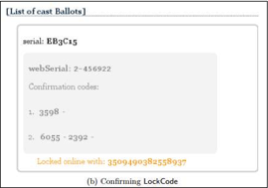 [List of cast Ballots]
serial: EB3C15
webSerial: 2-456922
Confirmation codes:
1. 3598 ·
2. 6055 · 2392 ·
Locked online with: 3509490382558937
(b) Confirming LockCode